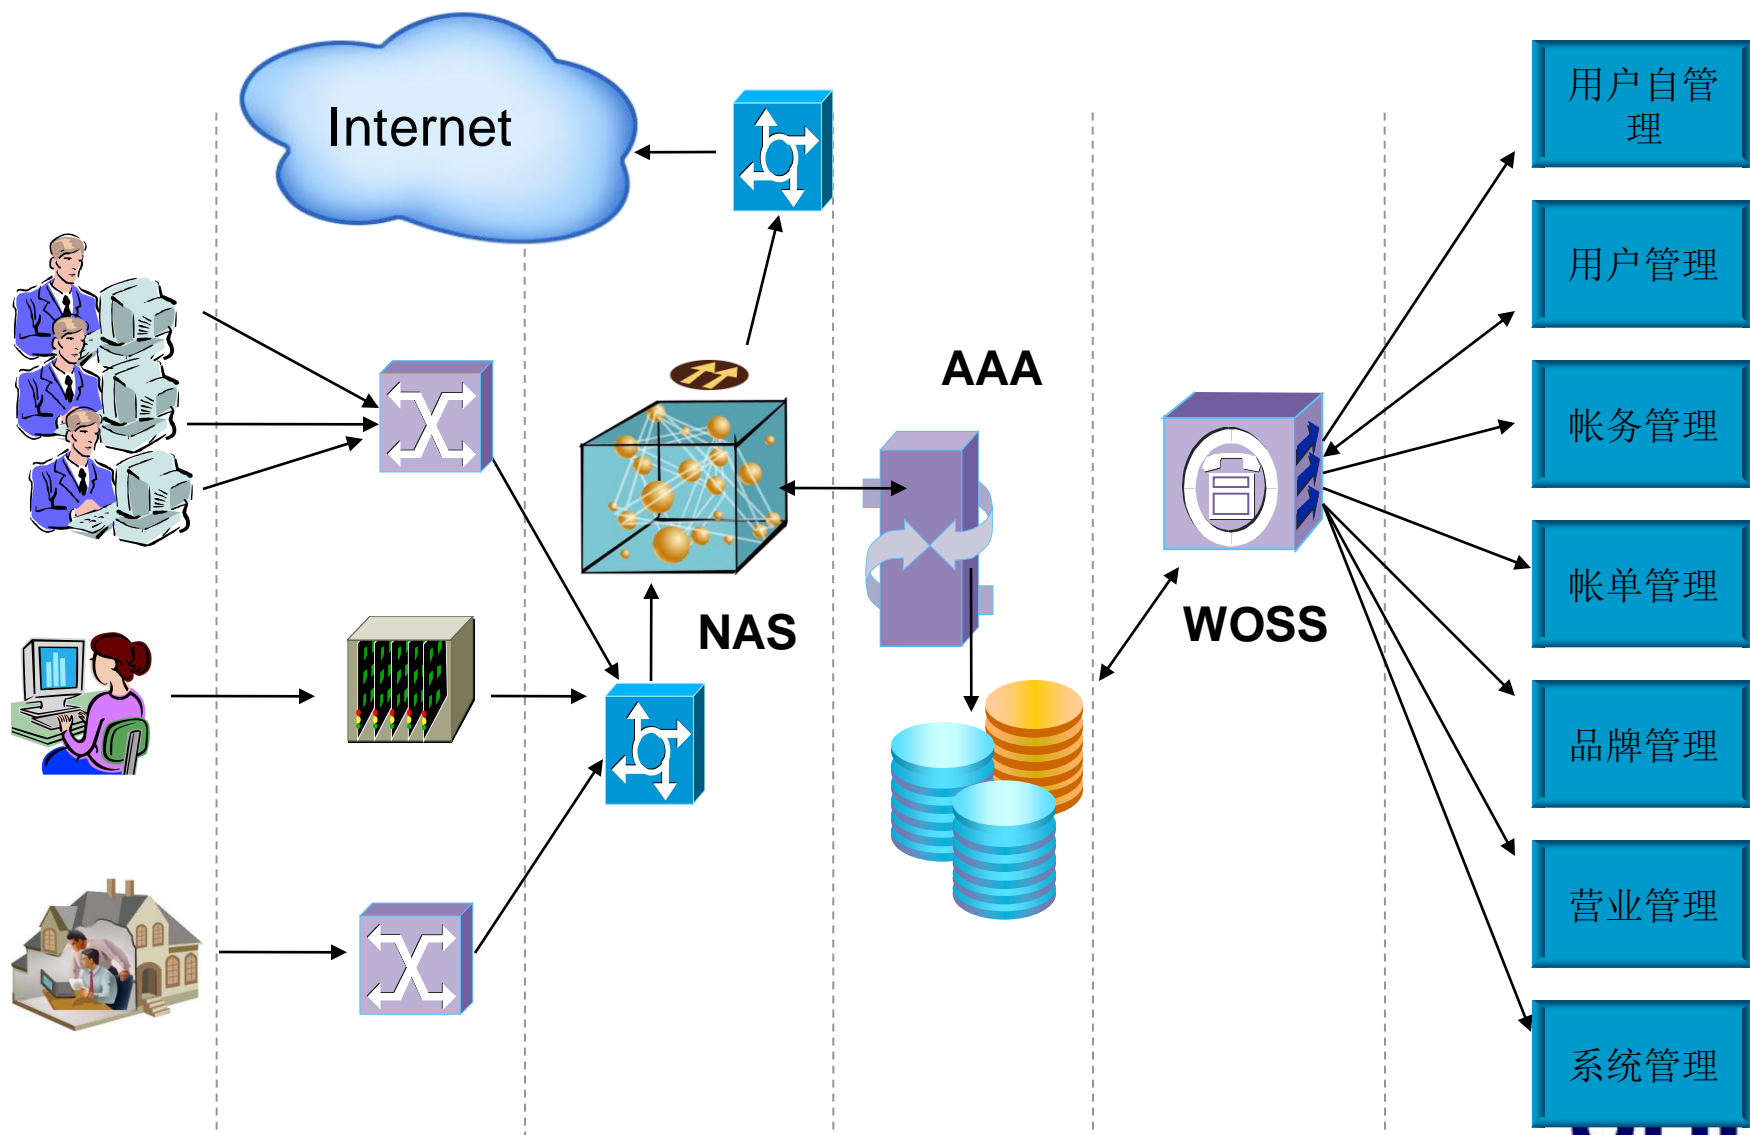 Internet
AAA
NAS
WOSS
用户自管
理
用户管理
帐务管理
帐单管理
品牌管理
营业管理
系统管理